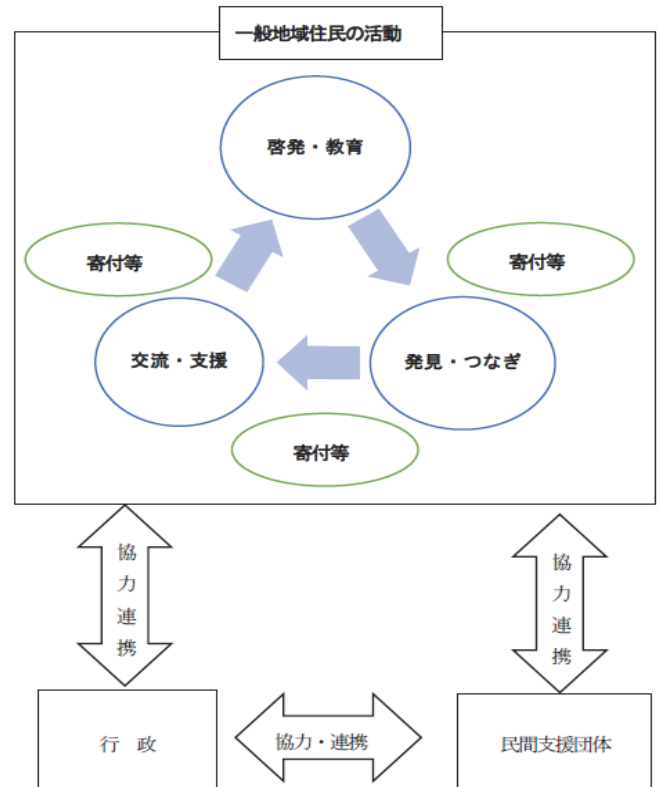 一般地域住民の活動
啓発・教育
寄付等
寄付等
交流・支援
発見・つなぎ
寄付等
協力連携
協力連携
行　政
協力・連携
民間支援団体